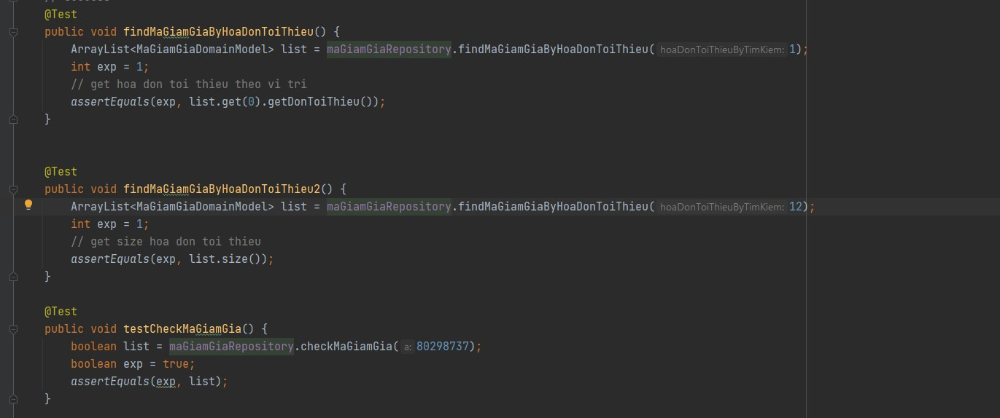 @Test
public void findMaGiamGiaByHoaDonToiThieu() {
ArrayList<MaGiamGiaDomainModel> list = maGiamGiaRepository.findMaGiamGiaByHoaDonToiThieu( hoaDonToiThieuByTimKiem: 1);
int exp = 1;
// get hoa don toi thieu theo vi tri
assertEquals(exp, list.get(0).getDonToiThieu());
}
@Test
public void findMaGiamGiaByHoaDonToiThieu2() {
ArrayList<MaGiamGiaDomainModel> list = maGiamGiaRepository.findMaGiamGiaByHoaDonToiThieu( hoaDonToiThieuByTimKiem: 12);
int exp = 1;
// get size hoa don toi thieu
assertEquals(exp, list.size());
}
@Test
public void testCheckMaGiamGia() {
boolean list = maGiamGiaRepository.checkMaGiamGia( a: 80298737);
boolean exp = true;
assertEquals(exp, list);
}